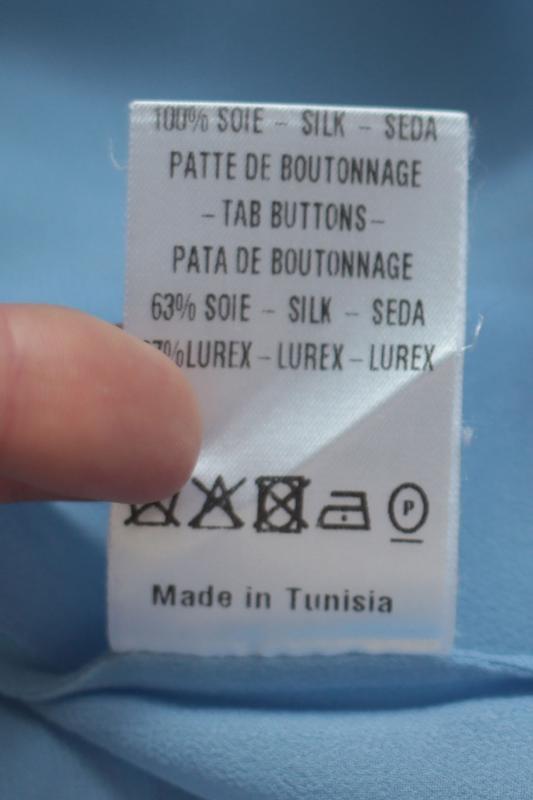 100% SOIE - SILK - SEDA
PATTE DE BOUTONNAGE
- TAB BUTTONS -
PATA DE BOUTONNAGE
63% SOIE - SILK - SEDA
LUREX - LUREX - LUREX
P
Made in Tunisia